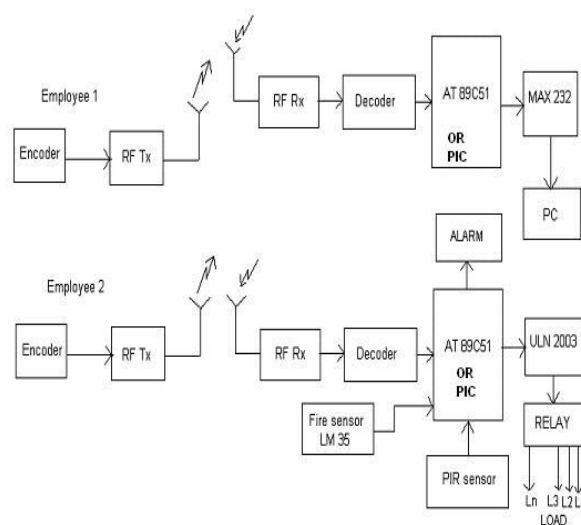 Employee 1
Encoder
RF Tx
RF Rx
Decoder
AT 89C51
OR
PIC
MAX 232
PC
Employee 2
Encoder
RF Tx
RF Rx
Decoder
ALARM
AT 89C51
OR
PIC
ULN 2003
RELAY
Fire sensor
LM 35
PIR sensor
Ln L3 L2
LOAD